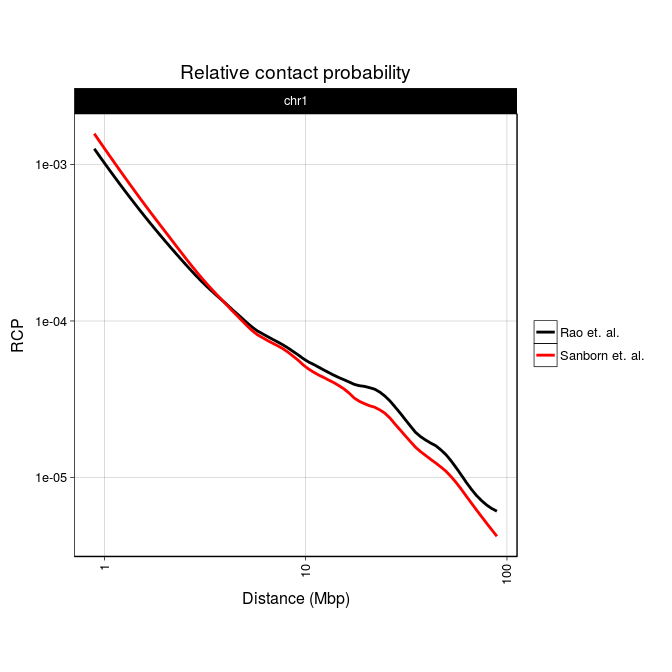 Relative contact probability
chr1
1e-03
1e-04
1e-05
RCP
1
10
100
Distance (Mbp)
Rao et. al.
Sanborn et. al.